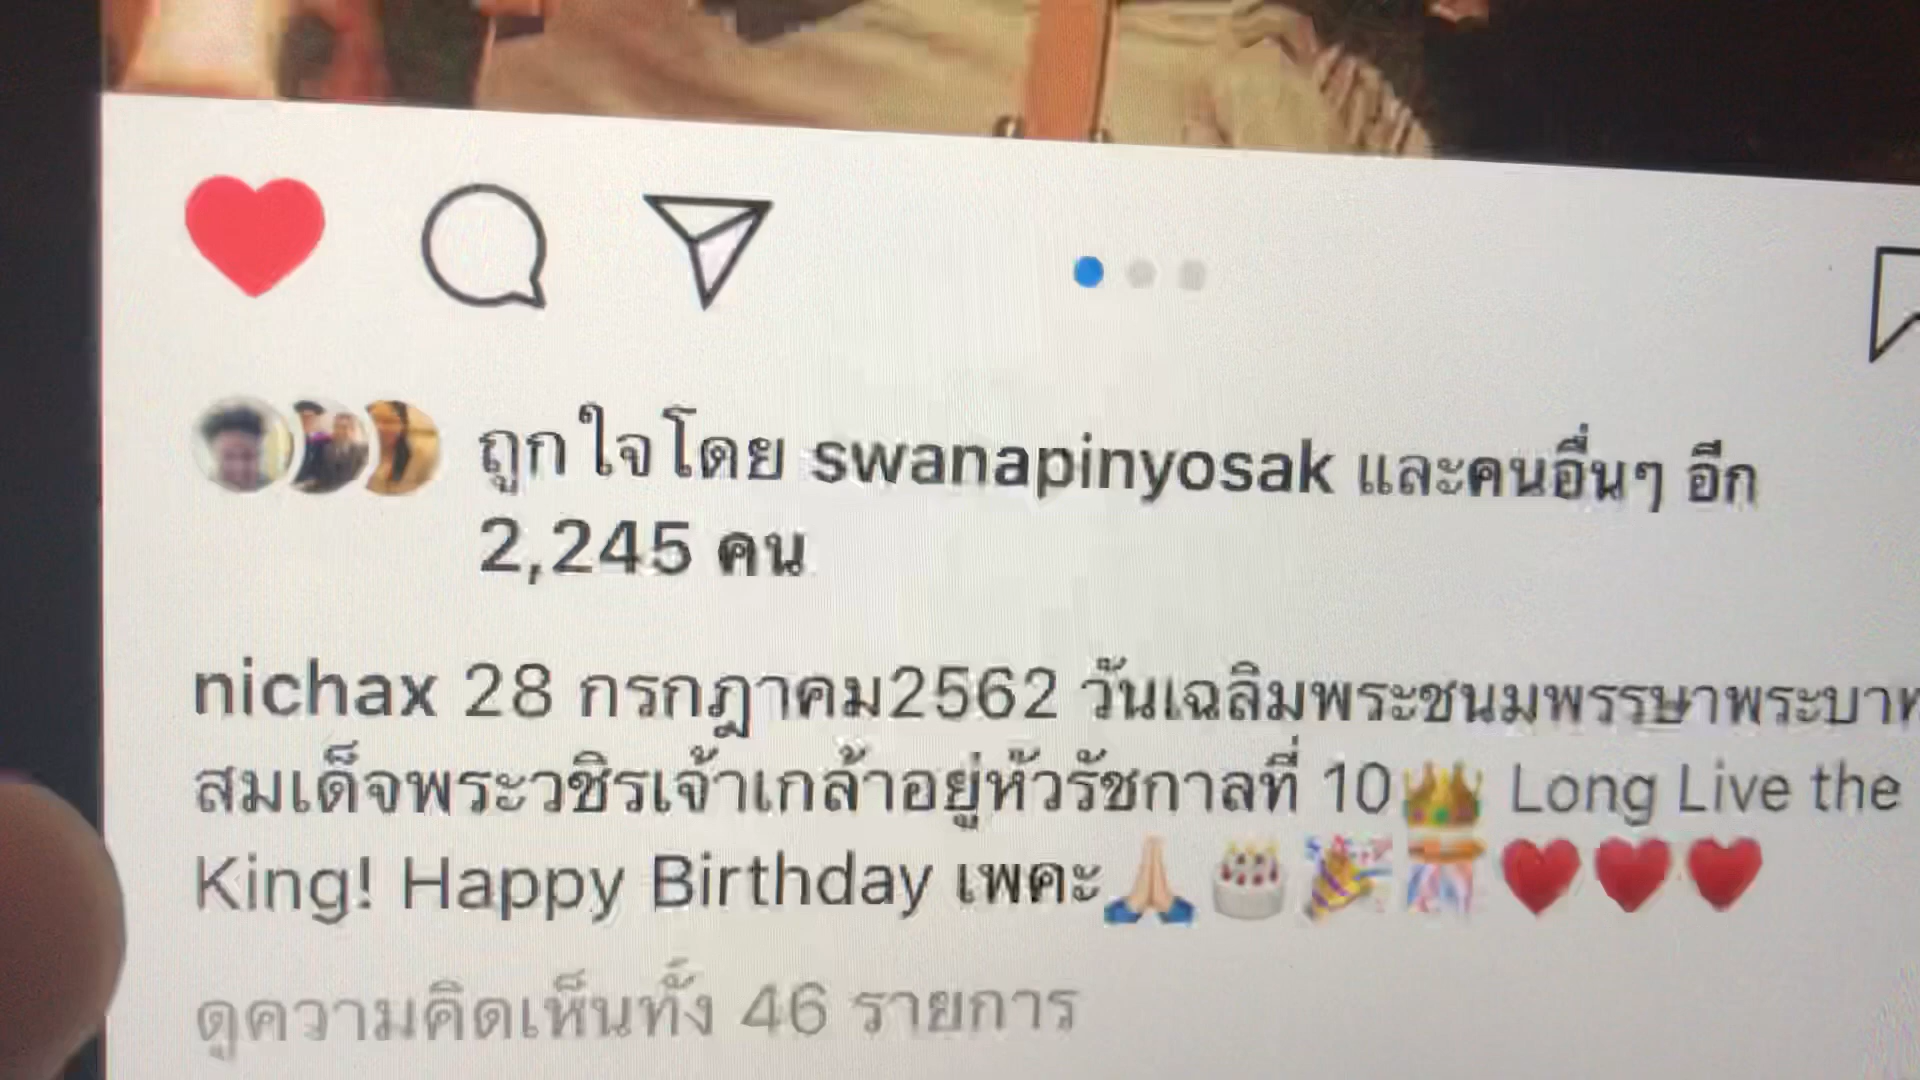 ถูกใจโดย swanapinyosak และคนอื่นๆ อีก
2,245 คน
nichax 28 กรกฎาคม2562 วันเฉลิมพระชนมพรรษาพระบาท
สมเด็จพระวชิรเจ้าเกล้าอยู่หัวรัชกาลที่ 10👑 Long Live the
King! Happy Birthday เพคะ🙏🏻🎂🎉🎊❤️❤️❤️
ดูความคิดเห็นทั้ง 46 รายการ